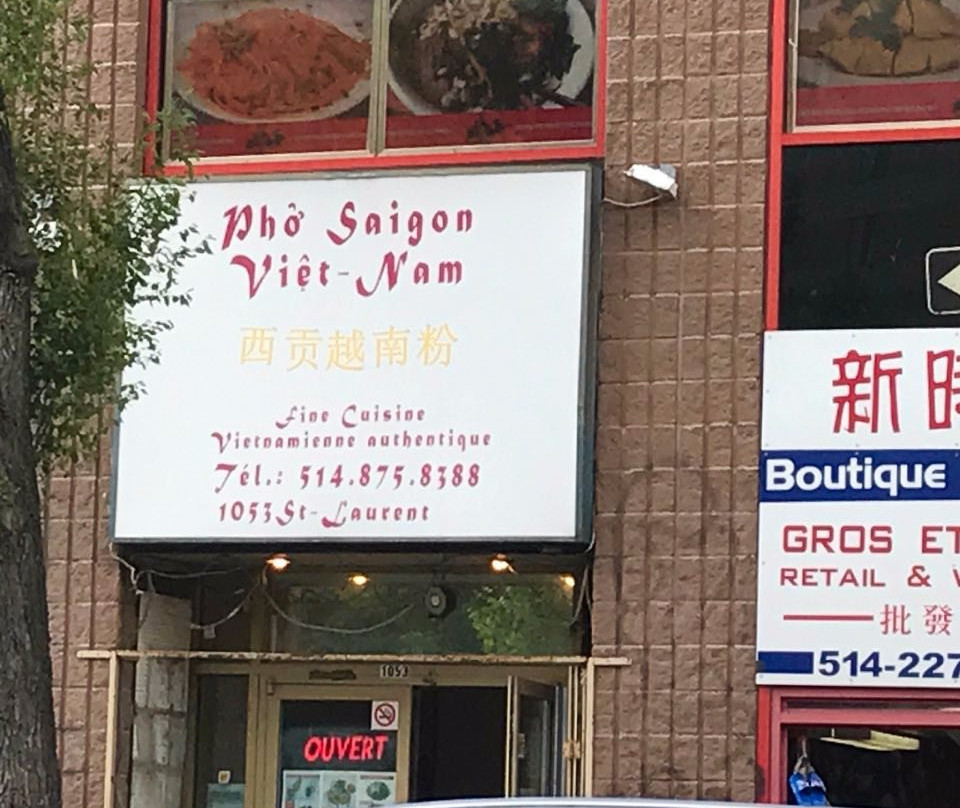 Phở Saigon
Việt-Nam
西贡越南粉
Fine Cuisine
Vietnamienne authentique
Tél.: 514.875.8388
1053 St-Laurent
1053
OUVERT
新時
Boutique
GROS ET
RETAIL &
批發
514-227